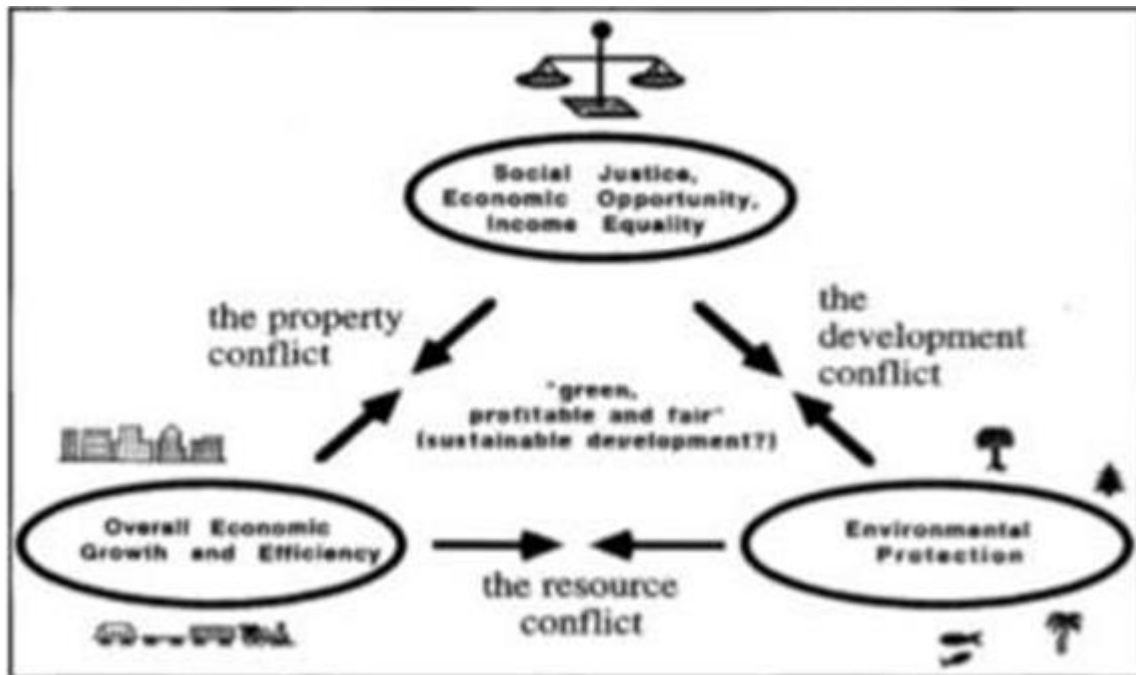 Social Justice,
Economic Opportunity,
Income Equality
the property
conflict
the
development
conflict
"green,
profitable and fair"
(sustainable development?)
Overall Economic
Growth and Efficiency
Environmental
Protection
the resource
conflict